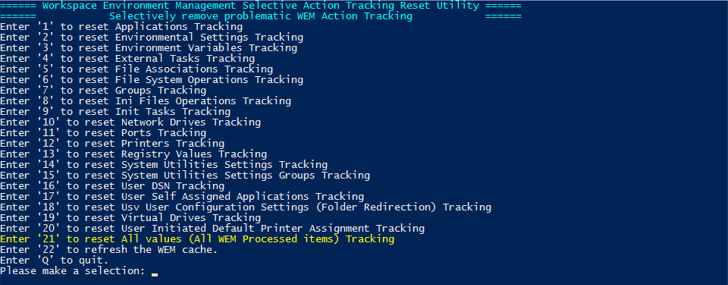 ====== Workspace Environment Management Selective Action Tracking Reset Utility ======
====== Selectively remove problematic WEM Action Tracking ======
Enter '1' to reset Applications Tracking
Enter '2' to reset Environmental Settings Tracking
Enter '3' to reset Environment Variables Tracking
Enter '4' to reset External Tasks Tracking
Enter '5' to reset File Associations Tracking
Enter '6' to reset File System Operations Tracking
Enter '7' to reset Groups Tracking
Enter '8' to reset Ini Files Operations Tracking
Enter '9' to reset Init Tasks Tracking
Enter '10' to reset Network Drives Tracking
Enter '11' to reset Ports Tracking
Enter '12' to reset Printers Tracking
Enter '13' to reset Registry Values Tracking
Enter '14' to reset System Utilities Settings Tracking
Enter '15' to reset System Utilities Settings Groups Tracking
Enter '16' to reset User DSN Tracking
Enter '17' to reset User Self Assigned Applications Tracking
Enter '18' to reset Usv User Configuration Settings (Folder Redirection) Tracking
Enter '19' to reset Virtual Drives Tracking
Enter '20' to reset User Initiated Default Printer Assignment Tracking
Enter '21' to reset All values (All WEM Processed items) Tracking
Enter '22' to refresh the WEM cache.
Enter 'Q' to quit.
Please make a selection: _